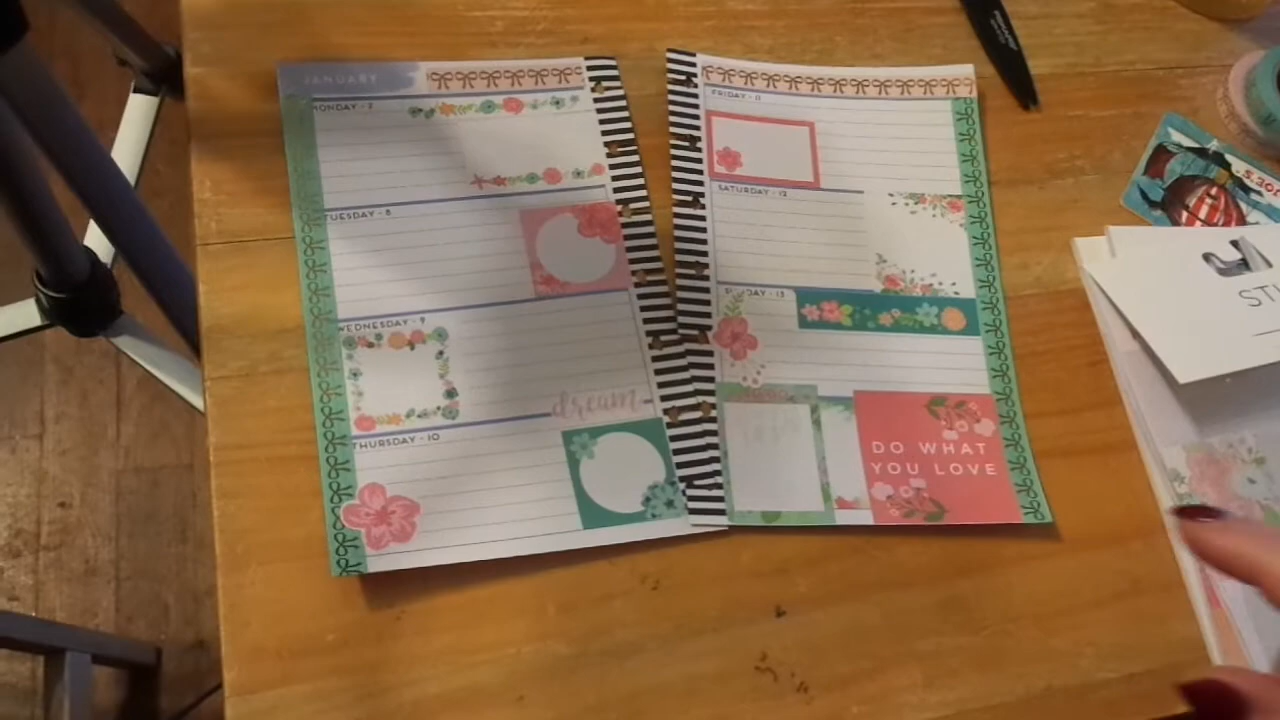 JANUARY
MONDAY - 7
TUESDAY - 8
WEDNESDAY - 9
dream
THURSDAY - 10
FRIDAY - 11
SATURDAY - 12
SUNDAY - 13
DO WHAT
YOU LOVE